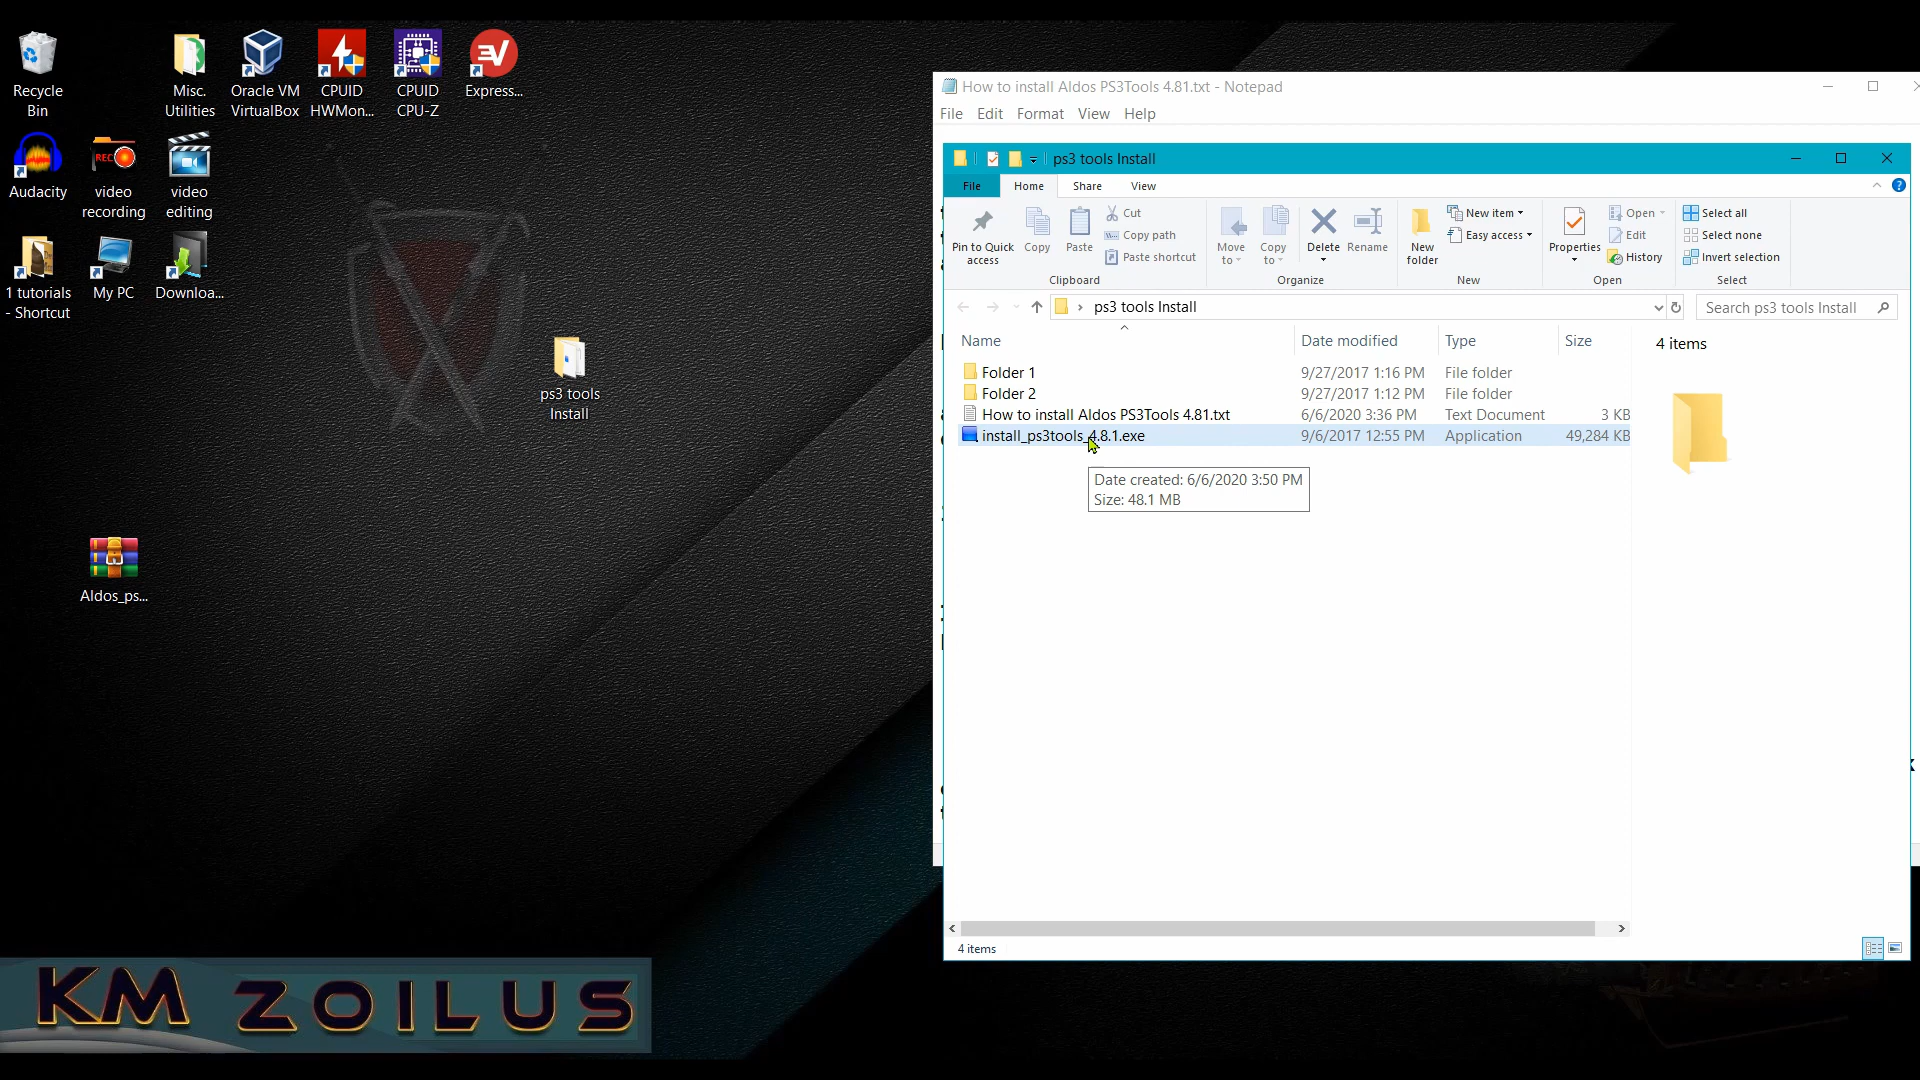 Recycle
Bin
Misc.
Utilities
Oracle VM
VirtualBox
CPUID
HWMon...
CPUID
CPU-Z
Express...
Audacity
REC
video
recording
video
editing
1 tutorials
- Shortcut
My PC
Downloa...
ps3 tools
Install
Aldos_ps...
KM ZOILUS
How to install Aldos PS3Tools 4.81.txt - Notepad
File Edit Format View Help
ps3 tools Install
File Home Share View
Pin to Quick
access
Copy
Paste
Cut
Copy path
Paste shortcut
Clipboard
Move
to
Copy
to
Delete
Rename
Organize
New
folder
New item
Easy access
New
Properties
Open
Edit
History
Open
Select all
Select none
Invert selection
Select
ps3 tools Install
Search ps3 tools Install
Name Date modified Type Size
Folder 1 9/27/2017 1:16 PM File folder
Folder 2 9/27/2017 1:12 PM File folder
How to install Aldos PS3Tools 4.81.txt 6/6/2020 3:36 PM Text Document 3 KB
install_ps3tools_4.8.1.exe 9/6/2017 12:55 PM Application 49,284 KB
Date created: 6/6/2020 3:50 PM
Size: 48.1 MB
4 items
4 items